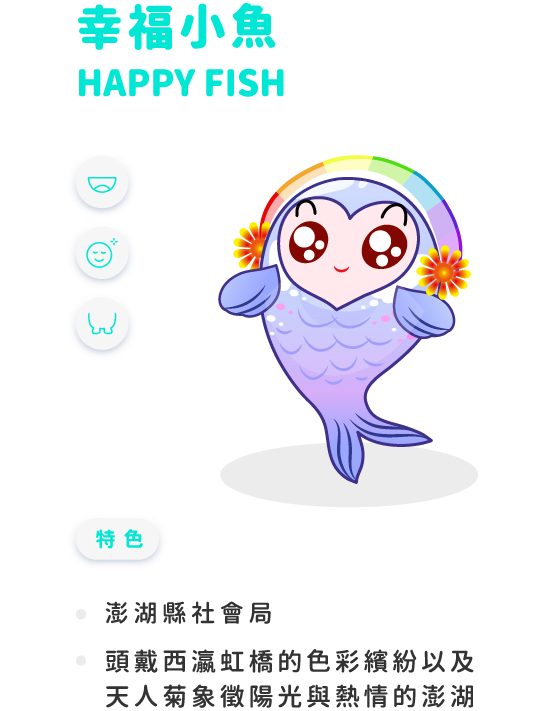 幸福小魚
HAPPY FISH
特色
澎湖縣社會局
頭戴西瀛虹橋的色彩繽紛以及
天人菊象徵陽光與熱情的澎湖